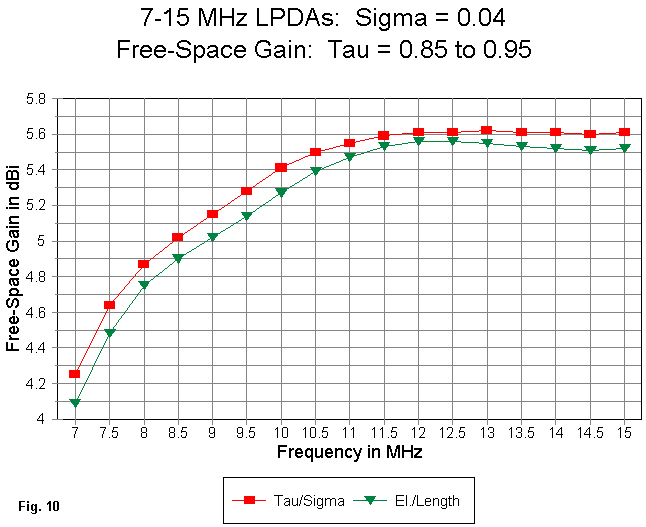 7-15 MHz LPDAs: Sigma = 0.04
Free-Space Gain: Tau = 0.85 to 0.95
Free-Space Gain in dBi
5.8
5.6
5.4
5.2
5
4.8
4.6
4.4
4.2
4
7 7.5 8 8.5 9 9.5 10 10.5 11 11.5 12 12.5 13 13.5 14 14.5 15
Frequency in MHz
Tau/Sigma El./Length
Fig. 10